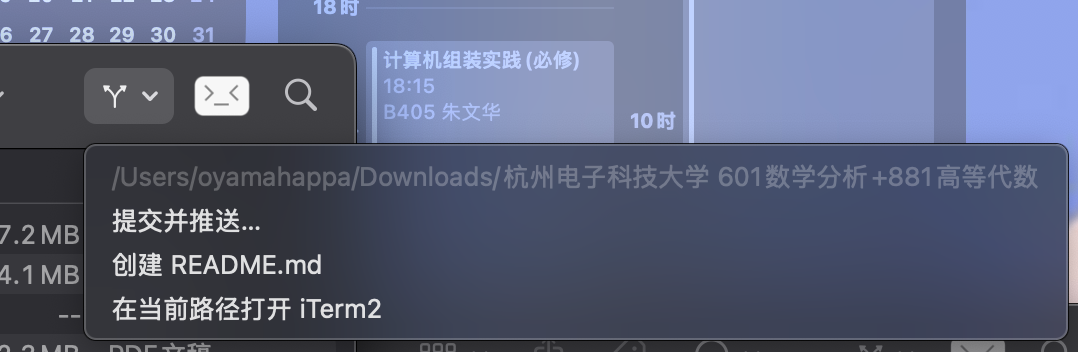 18时
6 27 28 29 30 31
计算机组装实践(必修)
18:15
B405 朱文华
10时
/Users/oyamahappa/Downloads/杭州电子科技大学 601数学分析+881高等代数
提交并推送...
7.2 MB
创建 README.md
4.1 MB
在当前路径打开 iTerm2
--